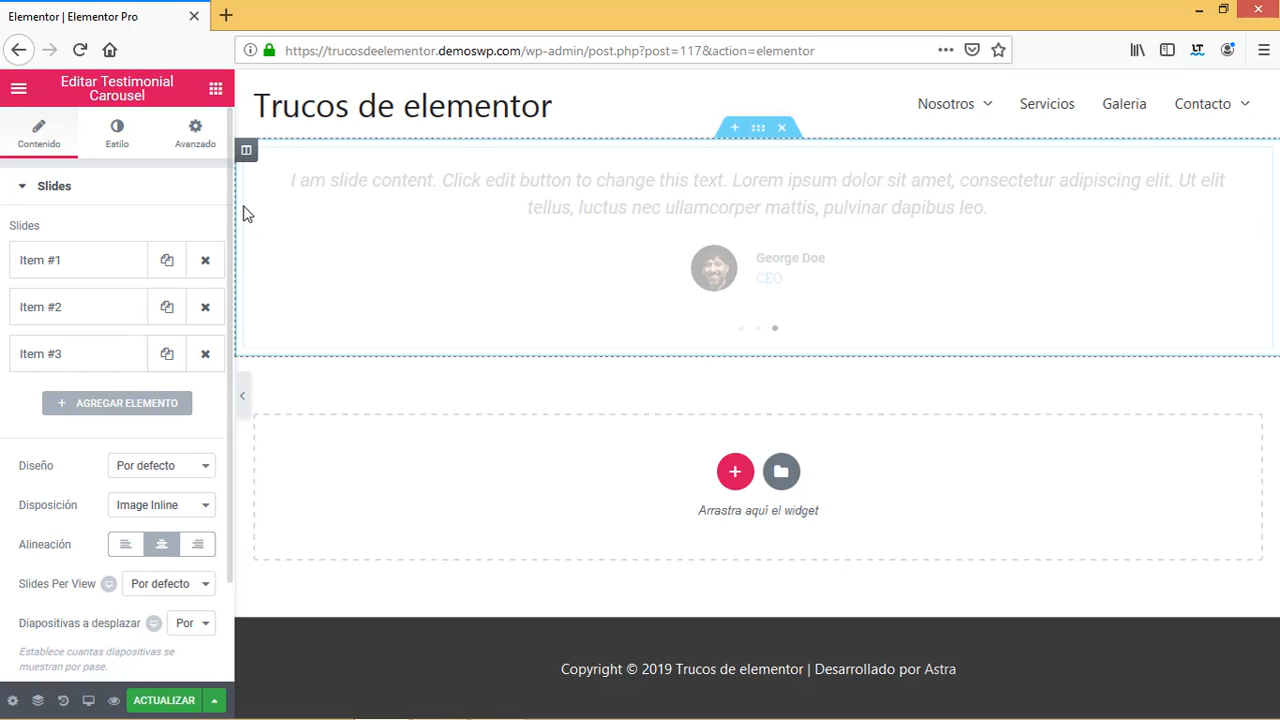 Elementor | Elementor Pro
https://trucosdeelementor.demoswp.com/wp-admin/post.php?post=117&action=elementor
Editar Testimonial
Carousel
Contenido
Estilo
Avanzado
Slides
Slides
Item #1
Item #2
Item #3
AGREGAR ELEMENTO
Diseño
Por defecto
Disposición
Image Inline
Alineación
Slides Per View
Por defecto
Diapositivas a desplazar
Por
Establece cuantas diapositivas se
muestran por pase.
ACTUALIZAR
Trucos de elementor
Nosotros
Servicios
Galeria
Contacto
I am slide content. Click edit button to change this text. Lorem ipsum dolor sit amet, consectetur adipiscing elit. Ut elit
tellus, luctus nec ullamcorper mattis, pulvinar dapibus leo.
George Doe
CEO
Arrastra aquí el widget
Copyright © 2019 Trucos de elementor | Desarrollado por Astra